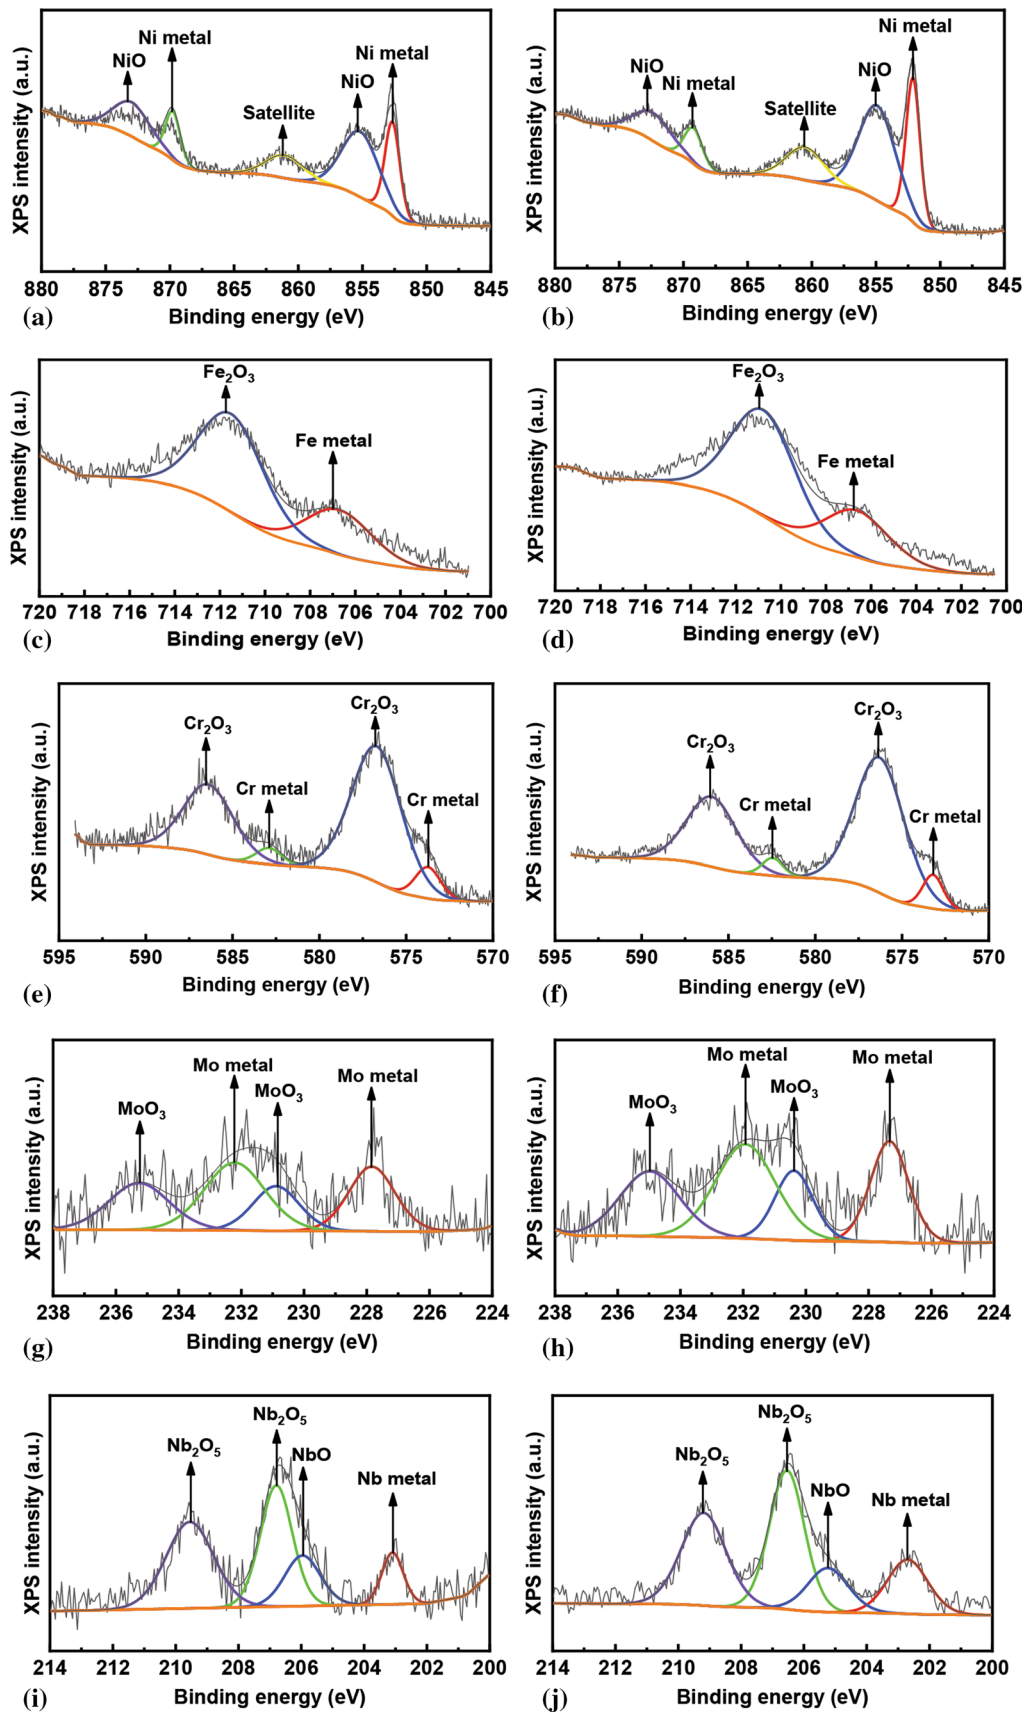 XPS intensity (a.u.)
NiO
Ni metal
Satellite
NiO
Ni metal
880 875 870 865 860 855 850 845
Binding energy (eV)
(a)
XPS intensity (a.u.)
NiO
Ni metal
Satellite
NiO
Ni metal
880 875 870 865 860 855 850 845
Binding energy (eV)
(b)
XPS intensity (a.u.)
Fe₂O₃
Fe metal
720 718 716 714 712 710 708 706 704 702 700
Binding energy (eV)
(c)
XPS intensity (a.u.)
Fe₂O₃
Fe metal
720 718 716 714 712 710 708 706 704 702 700
Binding energy (eV)
(d)
XPS intensity (a.u.)
Cr₂O₃
Cr metal
Cr₂O₃
Cr metal
595 590 585 580 575 570
Binding energy (eV)
(e)
XPS intensity (a.u.)
Cr₂O₃
Cr metal
Cr₂O₃
Cr metal
595 590 585 580 575 570
Binding energy (eV)
(f)
XPS intensity (a.u.)
MoO₃
Mo metal
MoO₃
Mo metal
238 236 234 232 230 228 226 224
Binding energy (eV)
(g)
XPS intensity (a.u.)
MoO₃
Mo metal
MoO₃
Mo metal
238 236 234 232 230 228 226 224
Binding energy (eV)
(h)
XPS intensity (a.u.)
Nb₂O₅
Nb₂O₅
NbO
Nb metal
214 212 210 208 206 204 202 200
Binding energy (eV)
(i)
XPS intensity (a.u.)
Nb₂O₅
Nb₂O₅
NbO
Nb metal
214 212 210 208 206 204 202 200
Binding energy (eV)
(j)